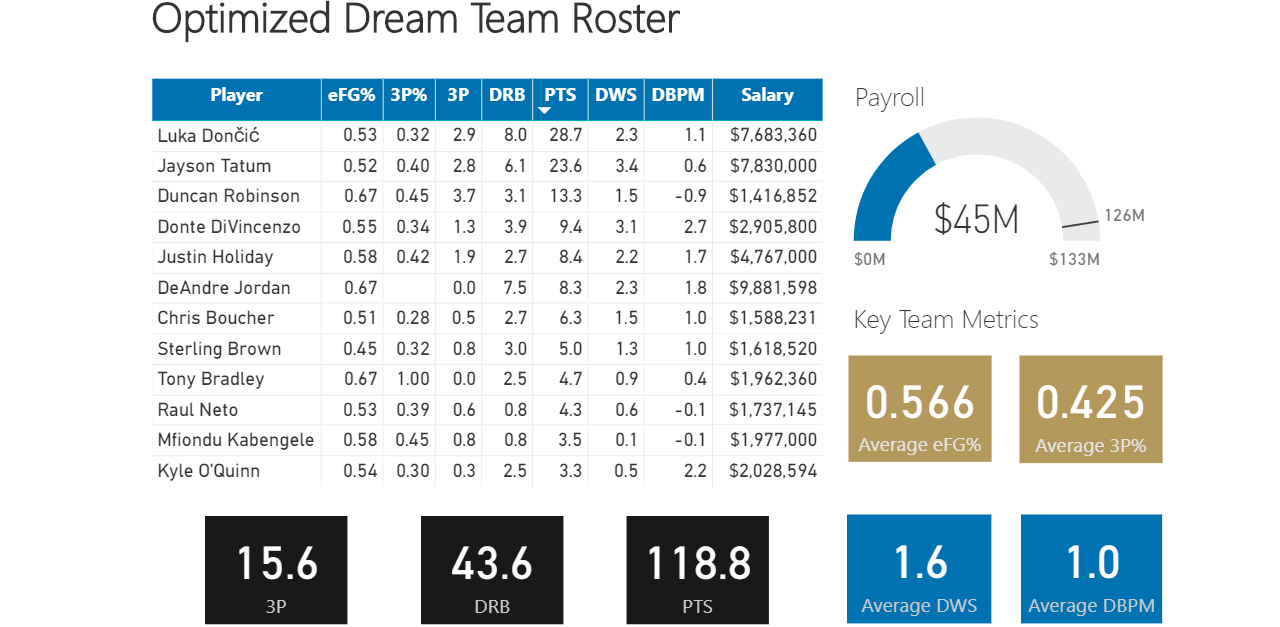 Optimized Dream Team Roster
Player eFG% 3P% 3P DRB PTS DWS DBPM Salary
Luka Dončić 0.53 0.32 2.9 8.0 28.7 2.3 1.1 $7,683,360
Jayson Tatum 0.52 0.40 2.8 6.1 23.6 3.4 0.6 $7,830,000
Duncan Robinson 0.67 0.45 3.7 3.1 13.3 1.5 -0.9 $1,416,852
Donte DiVincenzo 0.55 0.34 1.3 3.9 9.4 3.1 2.7 $2,905,800
Justin Holiday 0.58 0.42 1.9 2.7 8.4 2.2 1.7 $4,767,000
DeAndre Jordan 0.67 0.0 7.5 8.3 2.3 1.8 $9,881,598
Chris Boucher 0.51 0.28 0.5 2.7 6.3 1.5 1.0 $1,588,231
Sterling Brown 0.45 0.32 0.8 3.0 5.0 1.3 1.0 $1,618,520
Tony Bradley 0.67 1.00 0.0 2.5 4.7 0.9 0.4 $1,962,360
Raul Neto 0.53 0.39 0.6 0.8 4.3 0.6 -0.1 $1,737,145
Mfiondu Kabengele 0.58 0.45 0.8 0.8 3.5 0.1 -0.1 $1,977,000
Kyle O'Quinn 0.54 0.30 0.3 2.5 3.3 0.5 2.2 $2,028,594
Payroll
$45M
126M
$0M $133M
Key Team Metrics
0.566 0.425
Average eFG% Average 3P%
15.6 43.6 118.8 1.6 1.0
3P DRB PTS Average DWS Average DBPM